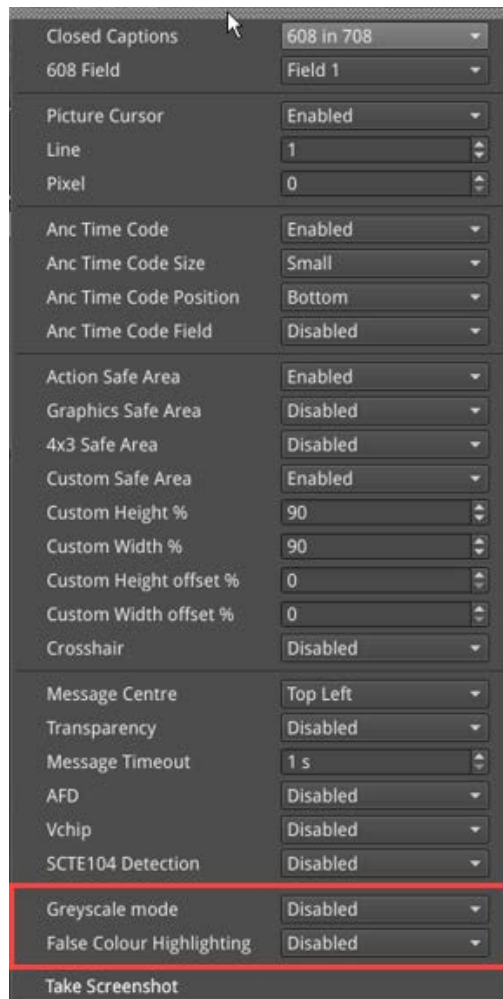 Closed Captions 608 in 708
608 Field Field 1
Picture Cursor Enabled
Line 1
Pixel 0
Anc Time Code Enabled
Anc Time Code Size Small
Anc Time Code Position Bottom
Anc Time Code Field Disabled
Action Safe Area Enabled
Graphics Safe Area Disabled
4x3 Safe Area Disabled
Custom Safe Area Enabled
Custom Height % 90
Custom Width % 90
Custom Height offset % 0
Custom Width offset % 0
Crosshair Disabled
Message Centre Top Left
Transparency Disabled
Message Timeout 1 s
AFD Disabled
Vchip Disabled
SCTE104 Detection Disabled
Greyscale mode Disabled
False Colour Highlighting Disabled
Take Screenshot